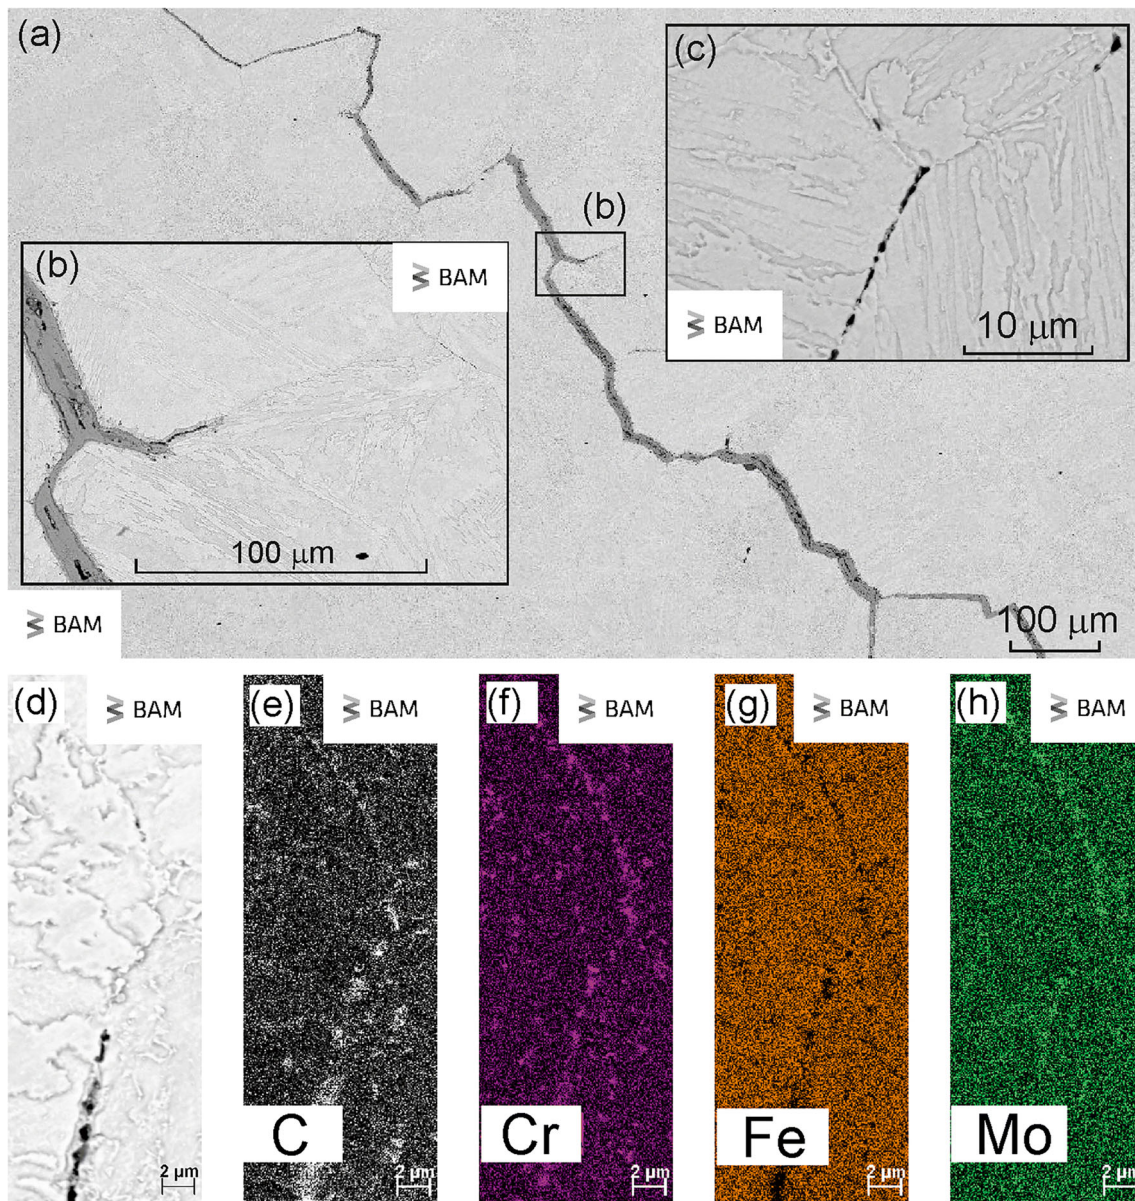 (a)
(c)
(b)
(b)
BAM
BAM
10 μm
100 μm
BAM
100 μm
(d)
BAM
(e)
BAM
(f)
BAM
(g)
BAM
(h)
BAM
C
Cr
Fe
Mo
2 μm
2 μm
2 μm
2 μm
2 μm